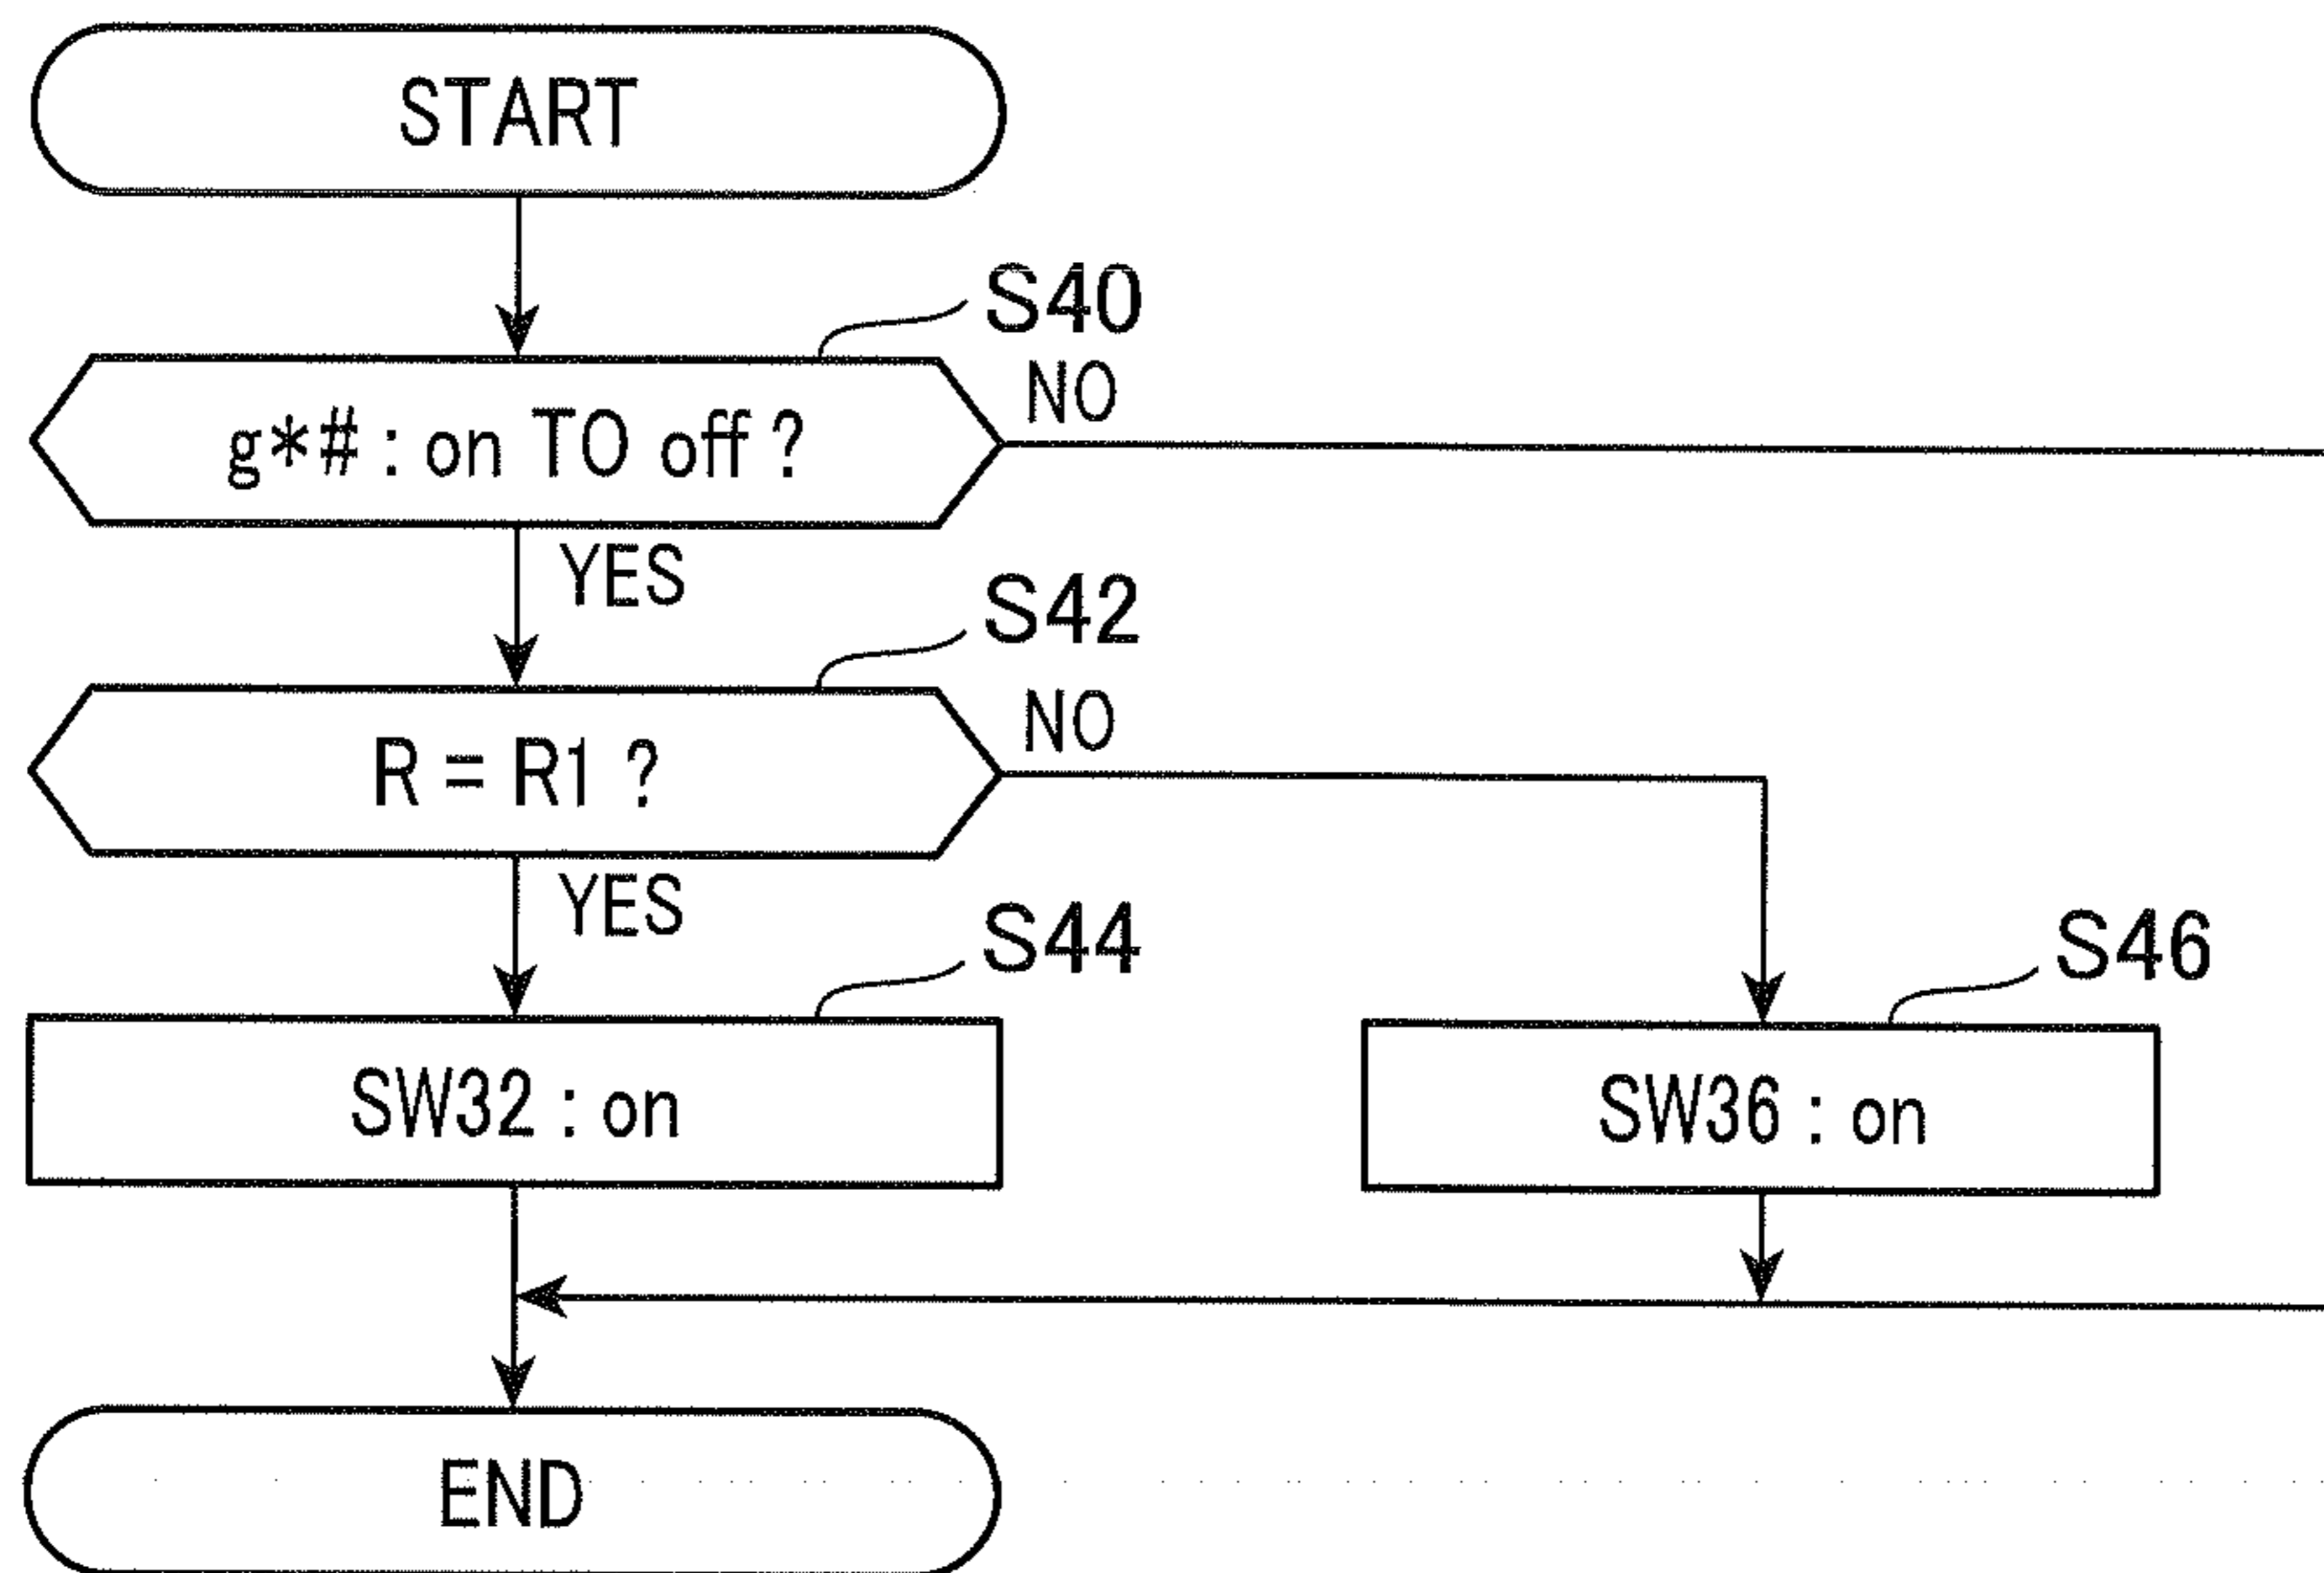 START
S40
g*# : on TO off ?
NO
YES
S42
R = R1 ?
NO
YES
S44
S46
SW32 : on
SW36 : on
END